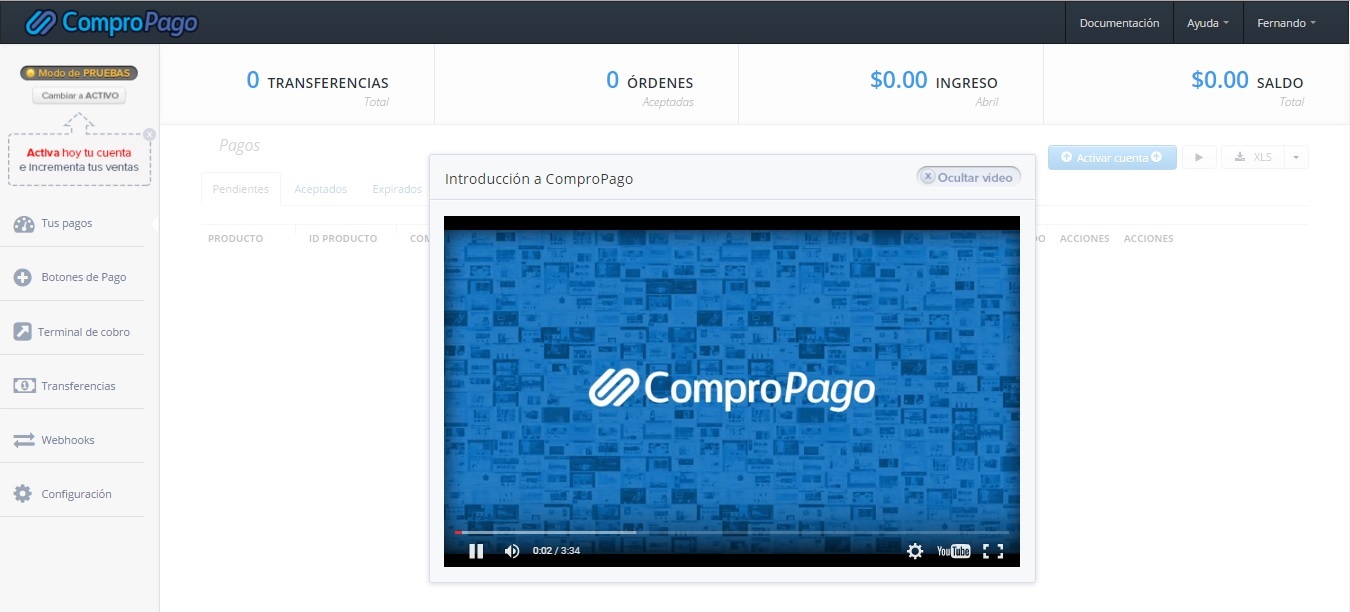 ComproPago
Documentación
Ayuda
Fernando
Modo de PRUEBAS
Cambiar a ACTIVO
x
Activa hoy tu cuenta
e incrementa tus ventas
Tus pagos
Botones de Pago
Terminal de cobro
Transferencias
Webhooks
Configuración
0 TRANSFERENCIAS
Total
0 ÓRDENES
Aceptadas
$0.00 INGRESO
Abril
$0.00 SALDO
Total
Pagos
Activar cuenta
XLS
Pendientes
Aceptados
Expirados
PRODUCTO
ID PRODUCTO
COM
DO
ACCIONES
ACCIONES
Introducción a ComproPago
x Ocultar video
ComproPago
0:02 / 3:34
YouTube